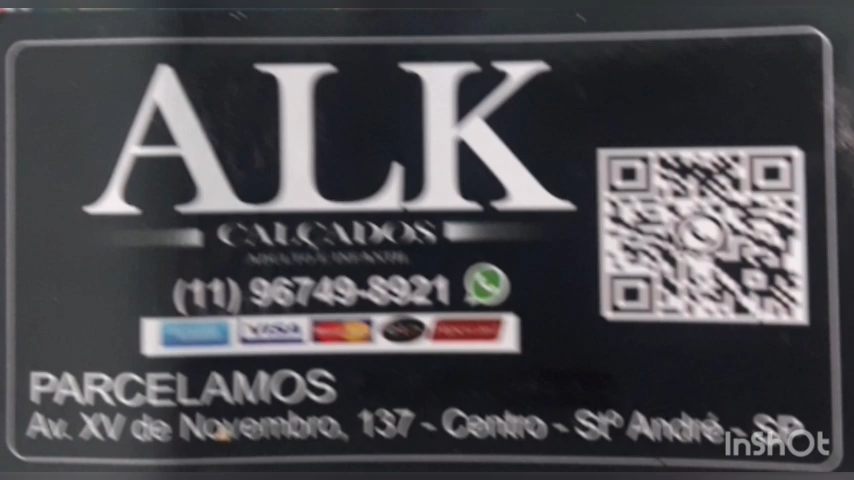 ALK
CALÇADOS
(11) 96749-8921
VISA
PARCELAMOS
Av. XV de Novembro, 137 - Centro - Stº André - SP
InShOt